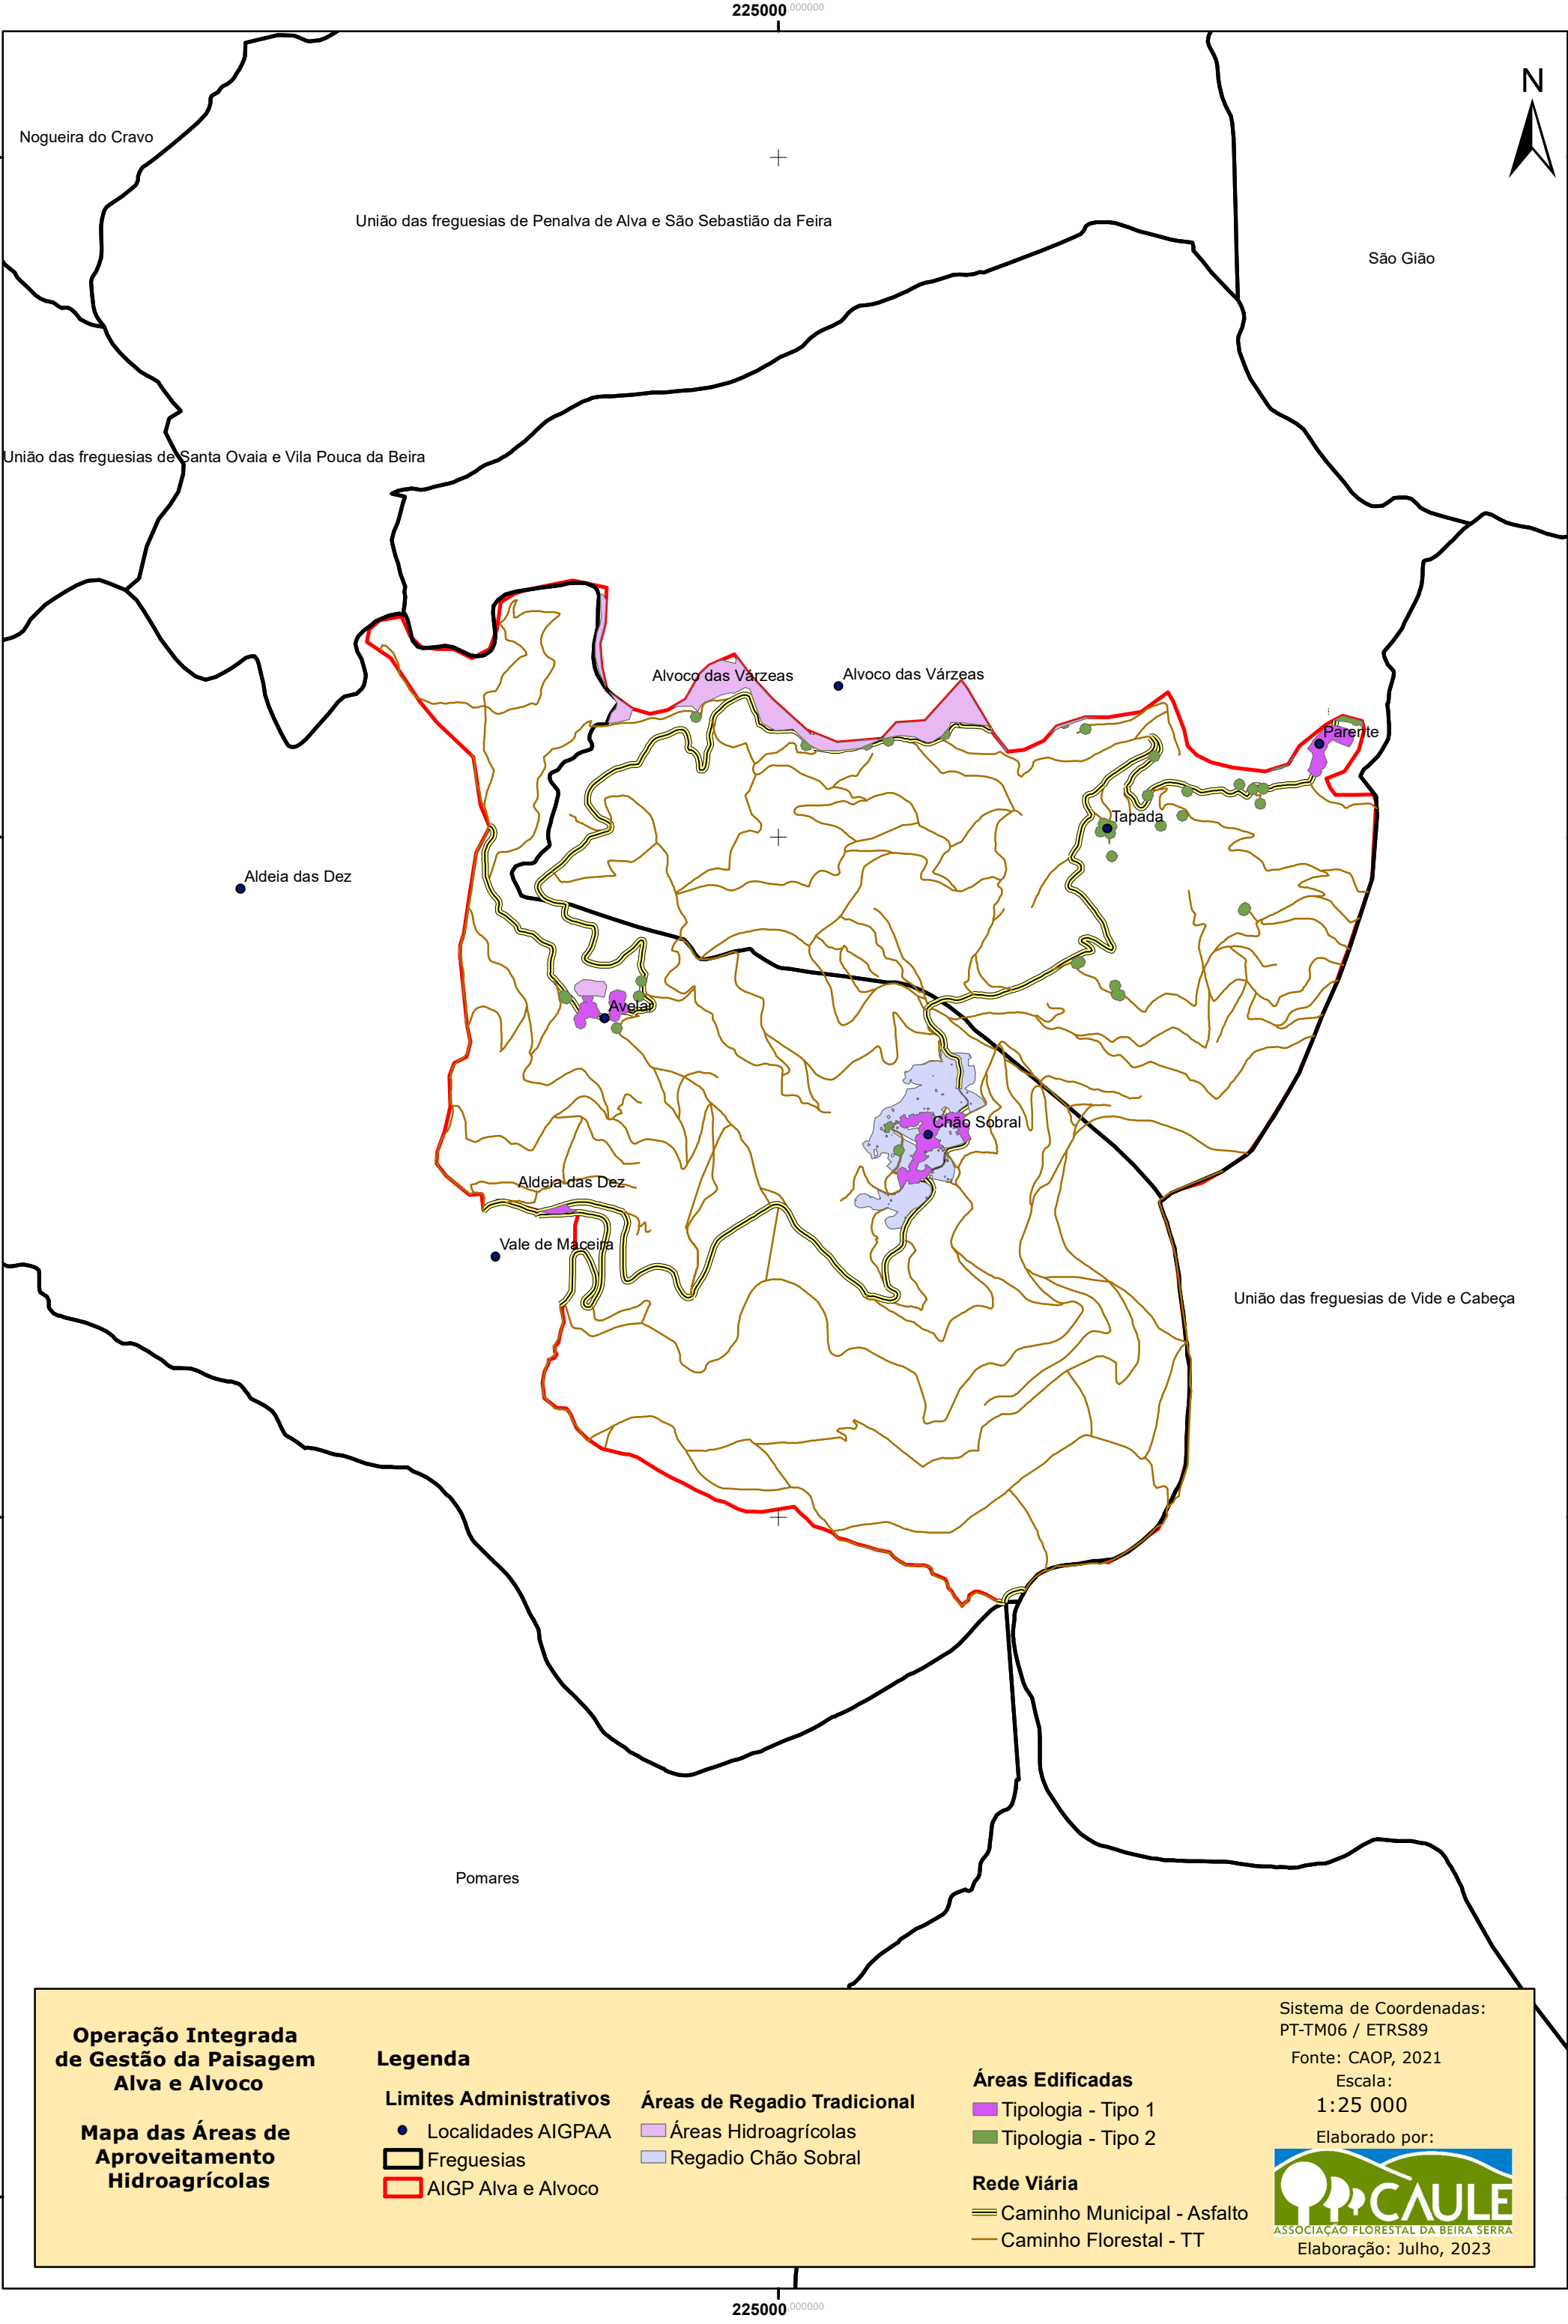 225000.000000
N
Nogueira do Cravo
União das freguesias de Penalva de Alva e São Sebastião da Feira
São Gião
União das freguesias de Santa Ovaia e Vila Pouca da Beira
Alvoco das Várzeas
Alvoco das Várzeas
Parente
Tapada
Aldeia das Dez
Avelar
Chão Sobral
Aldeia das Dez
Vale de Maceira
União das freguesias de Vide e Cabeça
Pomares
Operação Integrada
de Gestão da Paisagem
Alva e Alvoco
Mapa das Áreas de
Aproveitamento
Hidroagrícolas
Legenda
Limites Administrativos
Localidades AIGPAA
Freguesias
AIGP Alva e Alvoco
Áreas de Regadio Tradicional
Áreas Hidroagrícolas
Regadio Chão Sobral
Áreas Edificadas
Tipologia - Tipo 1
Tipologia - Tipo 2
Rede Viária
Caminho Municipal - Asfalto
Caminho Florestal - TT
Sistema de Coordenadas:
PT-TM06 / ETRS89
Fonte: CAOP, 2021
Escala:
1:25 000
Elaborado por:
CAULE
ASSOCIAÇÃO FLORESTAL DA BEIRA SERRA
Elaboração: Julho, 2023
225000.000000